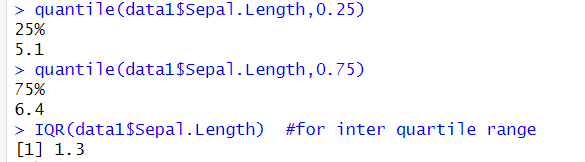 > quantile(data1$Sepal.Length,0.25)
25%
5.1
> quantile(data1$Sepal.Length,0.75)
75%
6.4
> IQR(data1$Sepal.Length)  #for inter quartile range
[1] 1.3